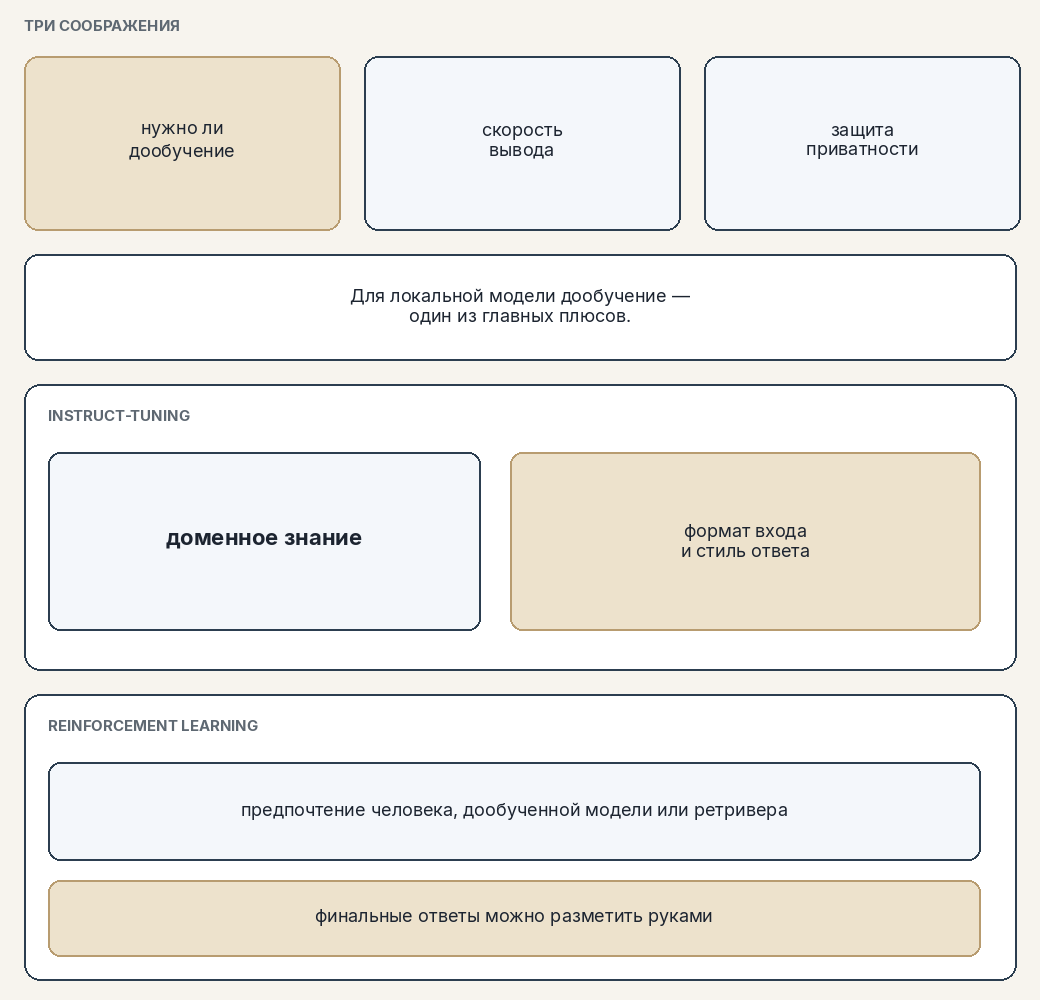 ТРИ СООБРАЖЕНИЯ
нужно ли
дообучение
скорость
вывода
защита
приватности
Для локальной модели дообучение —
один из главных плюсов.
INSTRUCT-TUNING
доменное знание
формат входа
и стиль ответа
REINFORCEMENT LEARNING
предпочтение человека, дообученной модели или ретривера
финальные ответы можно разметить руками